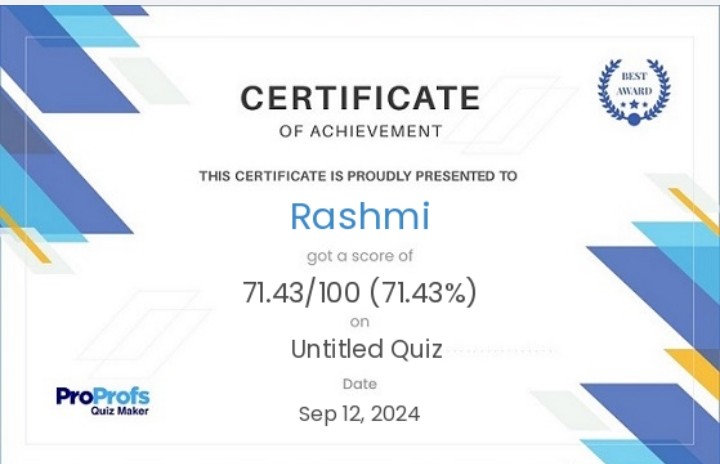 CERTIFICATE
OF ACHIEVEMENT
BEST
AWARD
THIS CERTIFICATE IS PROUDLY PRESENTED TO
Rashmi
got a score of
71.43/100 (71.43%)
on
Untitled Quiz
Date
Sep 12, 2024
ProProfs
Quiz Maker